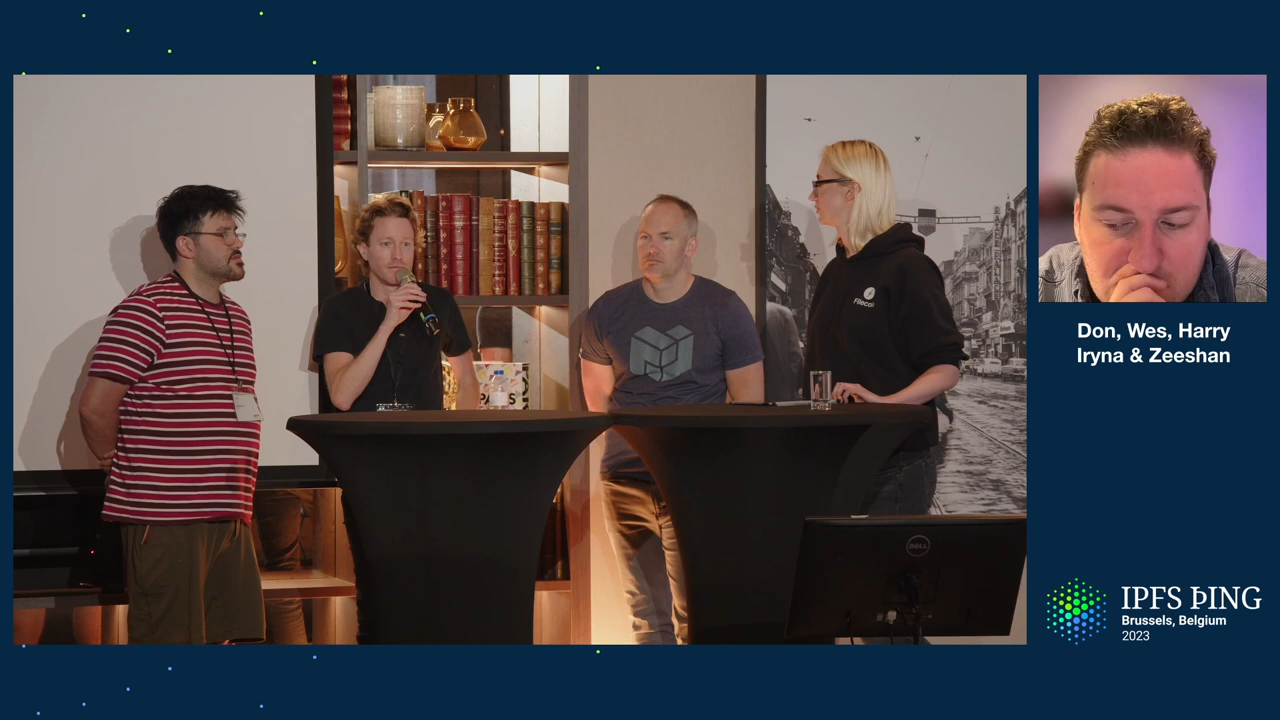 Filecoin
PARIS
DELL
Don, Wes, Harry
Iryna & Zeeshan
IPFS ÞING
Brussels, Belgium
2023